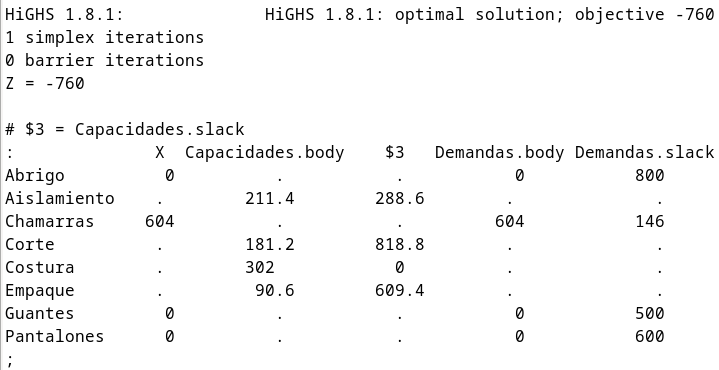 HiGHS 1.8.1:              HiGHS 1.8.1: optimal solution; objective -760
1 simplex iterations
0 barrier iterations
Z = -760

# $3 = Capacidades.slack
:              X  Capacidades.body    $3   Demandas.body Demandas.slack
Abrigo          0        .              .           0           800
Aislamiento    .        211.4        288.6        .              .
Chamarras     604        .              .         604           146
Corte          .        181.2        818.8        .              .
Costura        .        302            0          .              .
Empaque        .         90.6        609.4        .              .
Guantes         0        .              .           0           500
Pantalones      0        .              .           0           600
;